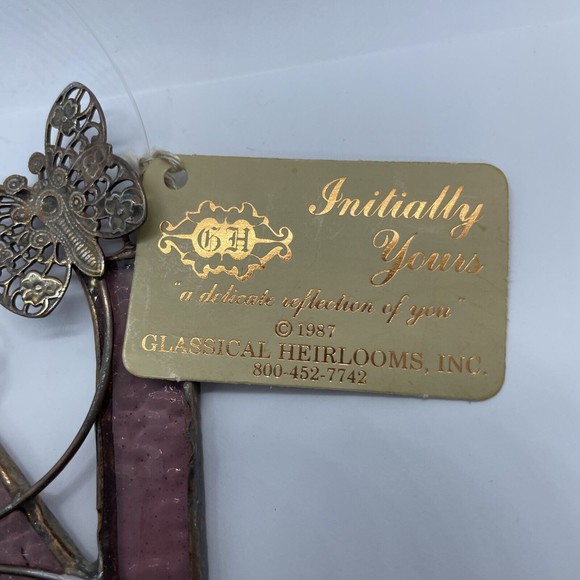 Initially
Yours
GH
"a delicate reflection of you"
© 1987
GLASSICAL HEIRLOOMS, INC.
800-452-7742